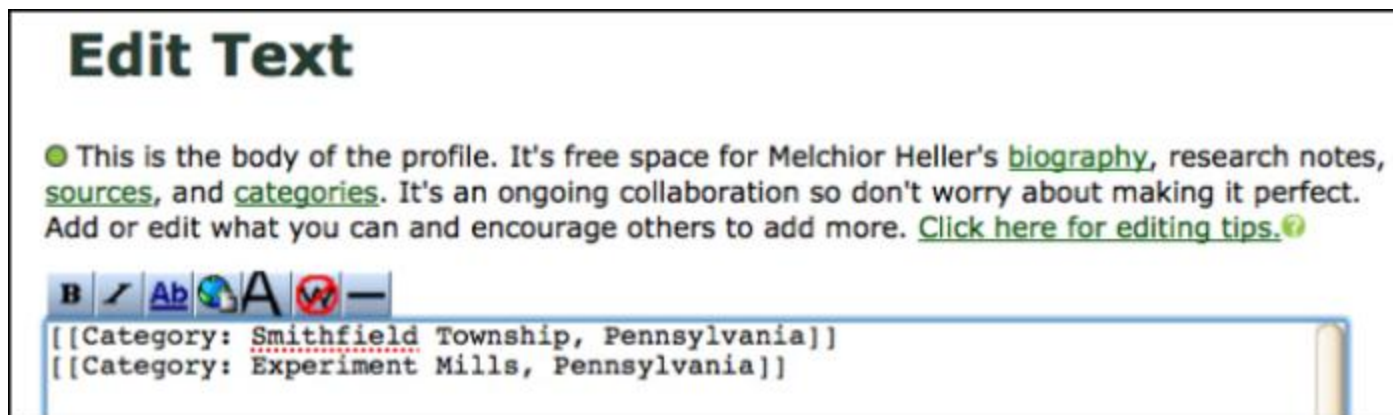 Edit Text
This is the body of the profile. It's free space for Melchior Heller's biography, research notes,
sources, and categories. It's an ongoing collaboration so don't worry about making it perfect.
Add or edit what you can and encourage others to add more. Click here for editing tips.?
B I Ab A W
[[Category: Smithfield Township, Pennsylvania]]
[[Category: Experiment Mills, Pennsylvania]]